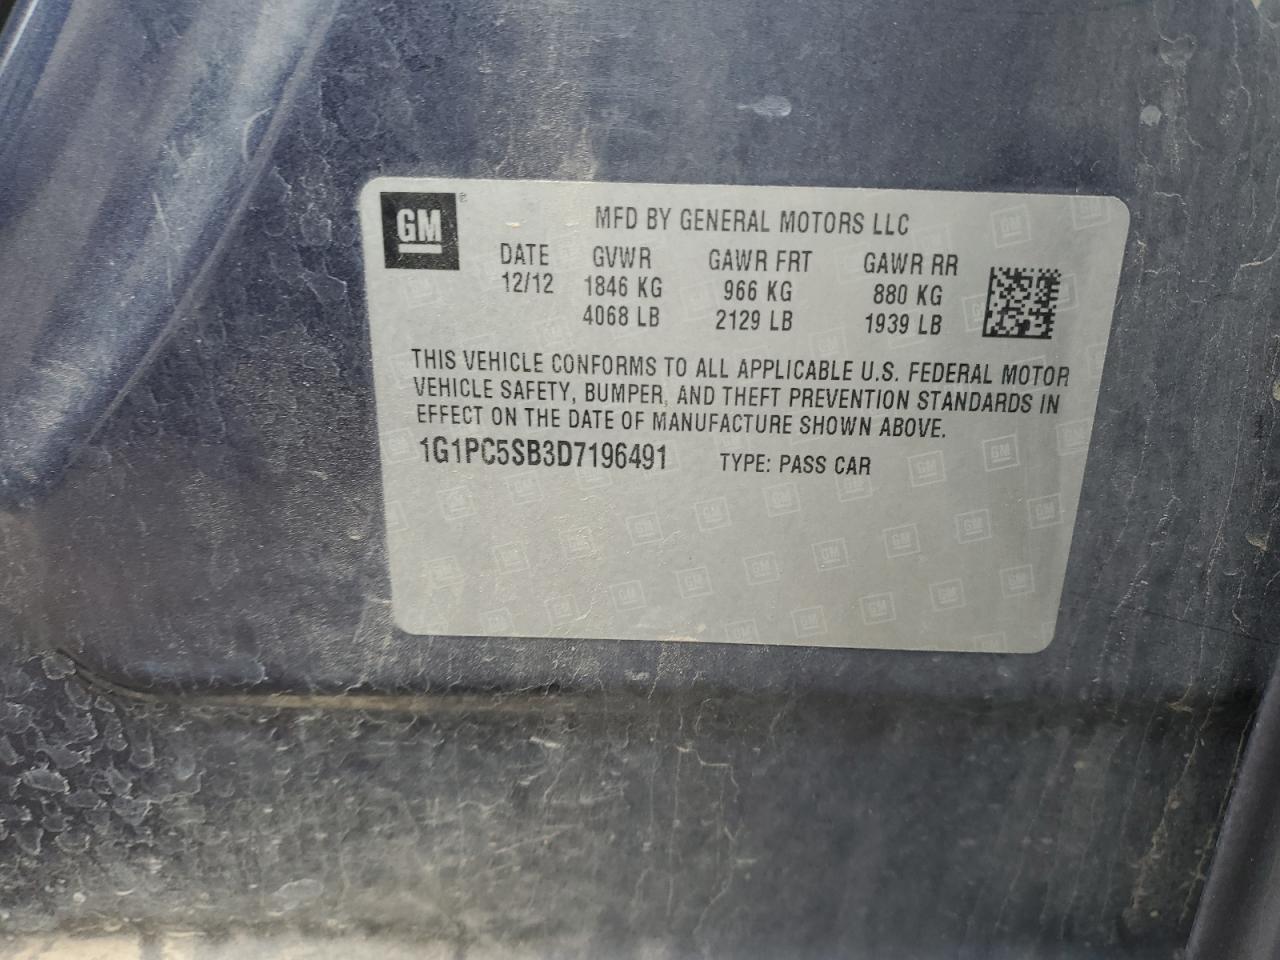 GM ®
MFD BY GENERAL MOTORS LLC
DATE GVWR GAWR FRT GAWR RR
12/12 1846 KG 966 KG 880 KG
4068 LB 2129 LB 1939 LB
THIS VEHICLE CONFORMS TO ALL APPLICABLE U.S. FEDERAL MOTOR
VEHICLE SAFETY, BUMPER, AND THEFT PREVENTION STANDARDS IN
EFFECT ON THE DATE OF MANUFACTURE SHOWN ABOVE.
1G1PC5SB3D7196491 TYPE: PASS CAR